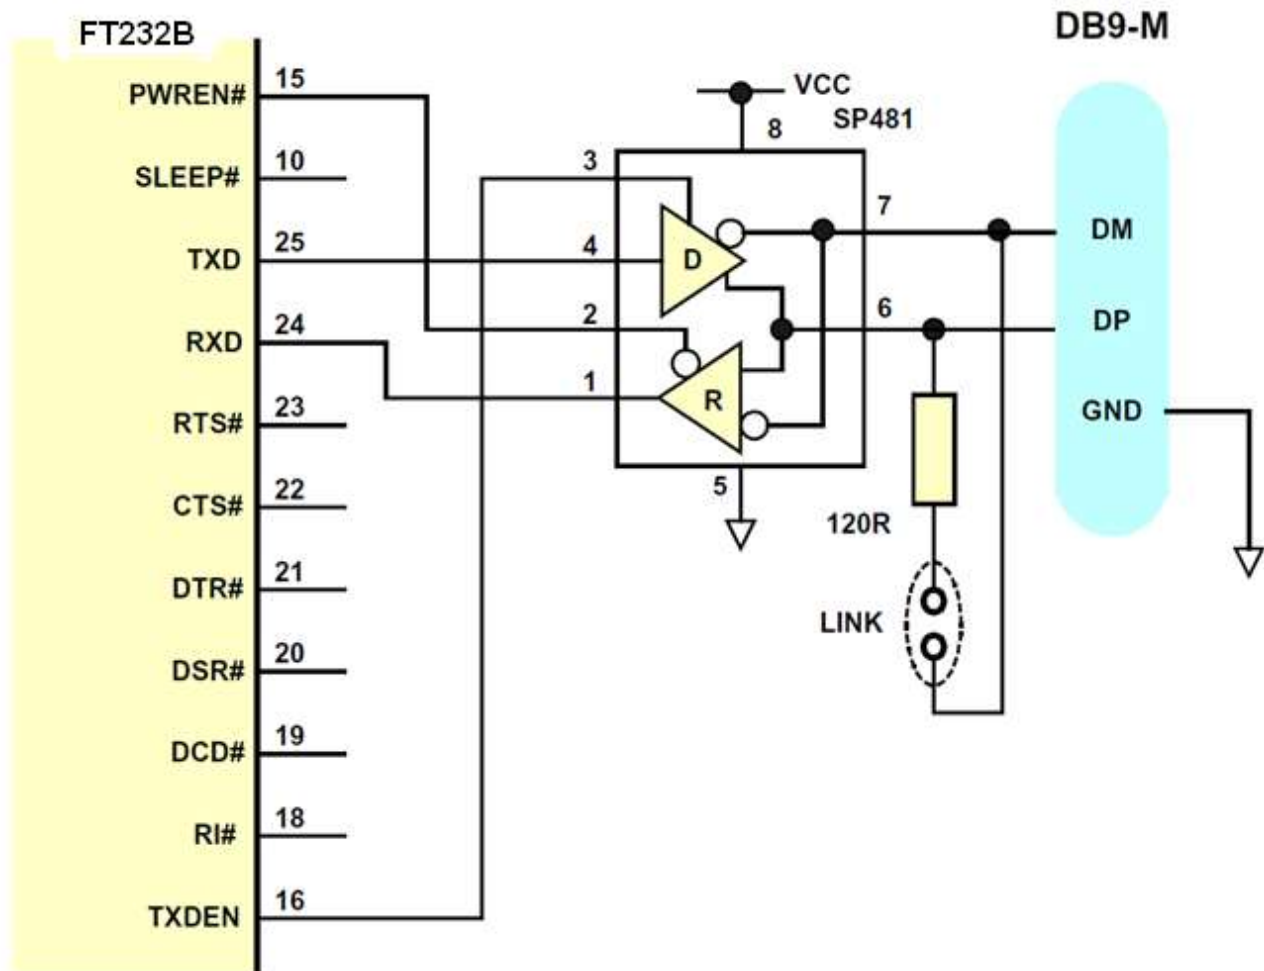 FT232B
DB9-M
PWREN# 15
SLEEP# 10
TXD 25
RXD 24
RTS# 23
CTS# 22
DTR# 21
DSR# 20
DCD# 19
RI# 18
TXDEN 16
VCC
SP481
8
3
4
2
1
D
R
7
6
5
120R
LINK
DM
DP
GND